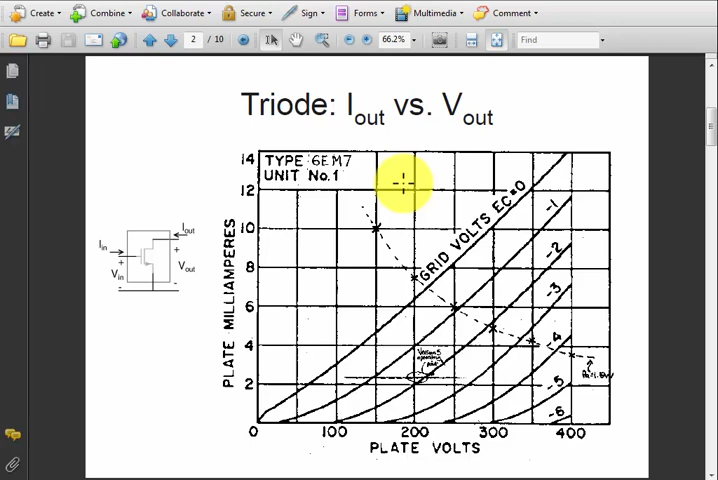 Create Combine Collaborate Secure Sign Forms Multimedia Comment
2 / 10 66.2% Find
Triode: Iout vs. Vout
TYPE 6EM7
UNIT No.1
GRID VOLTS EC=0
-1
-2
-3
-4
-5
-6
14
12
10
8
6
4
2
0
100
200
300
400
PLATE MILLIAMPERES
PLATE VOLTS
Iout
Iin
+
+
Vin
Vout
-
-